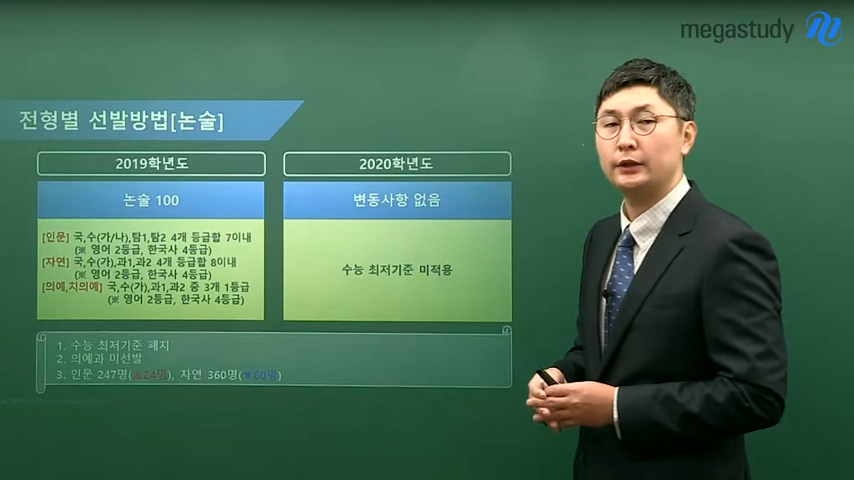 megastudy
전형별 선발방법[논술]
2019학년도
2020학년도
논술 100
변동사항 없음
[인문] 국,수(가/나),탐1,탐2 4개 등급합 7이내
(※ 영어 2등급, 한국사 4등급)
[자연] 국,수(가),과1,과2 4개 등급합 8이내
(※ 영어 2등급, 한국사 4등급)
[의예,치의예] 국,수(가),과1,과2 중 3개 1등급
(※ 영어 2등급, 한국사 4등급)
수능 최저기준 미적용
1. 수능 최저기준 폐지
2. 의예과 미선발
3. 인문 247명(▲24명), 자연 360명(▼60명)